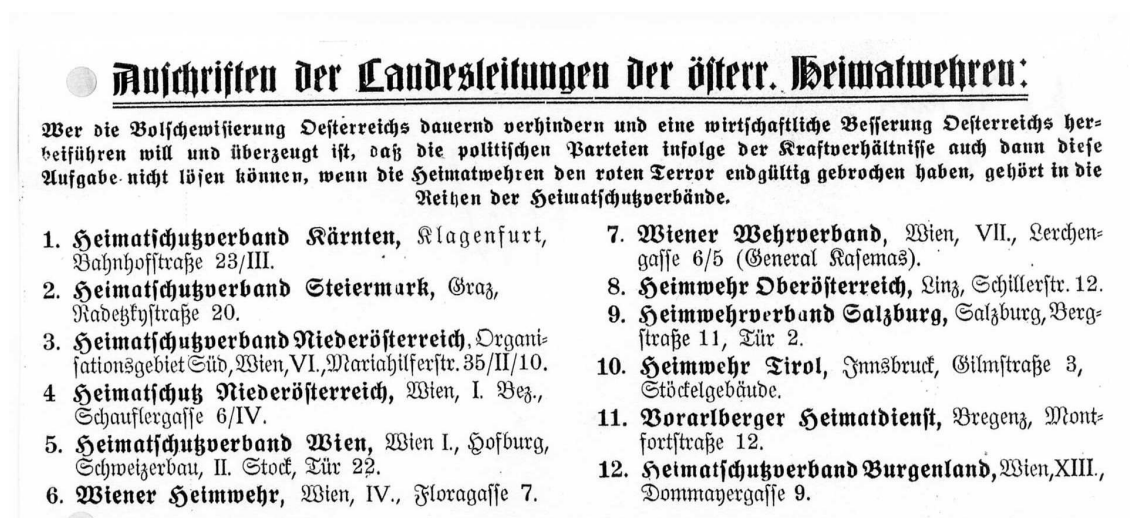 Anschriften der Landesleitungen der österr. Heimatwehren:
Wer die Bolschewisierung Oesterreichs dauernd verhindern und eine wirtschaftliche Besserung Oesterreichs her-
beiführen will und überzeugt ist, daß die politischen Parteien infolge der Kraftverhältnisse auch dann diese
Aufgabe nicht lösen können, wenn die Heimatwehren den roten Terror endgültig gebrochen haben, gehört in die
Reihen der Heimatschutzverbände.
1. Heimatschutzverband Kärnten, Klagenfurt,
Bahnhofstraße 23/III.
2. Heimatschutzverband Steiermark, Graz,
Radetzkystraße 20.
3. Heimatschutzverband Niederösterreich, Organi-
sationsgebiet Süd, Wien, VI., Mariahilferstr. 35/II/10.
4 Heimatschutz Niederösterreich, Wien, I. Bez.,
Schauflergasse 6/IV.
5. Heimatschutzverband Wien, Wien I., Hofburg,
Schweizerbau, II. Stock, Tür 22.
6. Wiener Heimwehr, Wien, IV., Floragasse 7.
7. Wiener Wehrverband, Wien, VII., Lerchen-
gasse 6/5 (General Kasemas).
8. Heimwehr Oberösterreich, Linz, Schillerstr. 12.
9. Heimwehrverband Salzburg, Salzburg, Berg-
straße 11, Tür 2.
10. Heimwehr Tirol, Innsbruck, Gilmstraße 3,
Stöckelgebäude.
11. Vorarlberger Heimatdienst, Bregenz, Mont-
fortstraße 12.
12. Heimatschutzverband Burgenland, Wien, XIII.,
Dommayergasse 9.